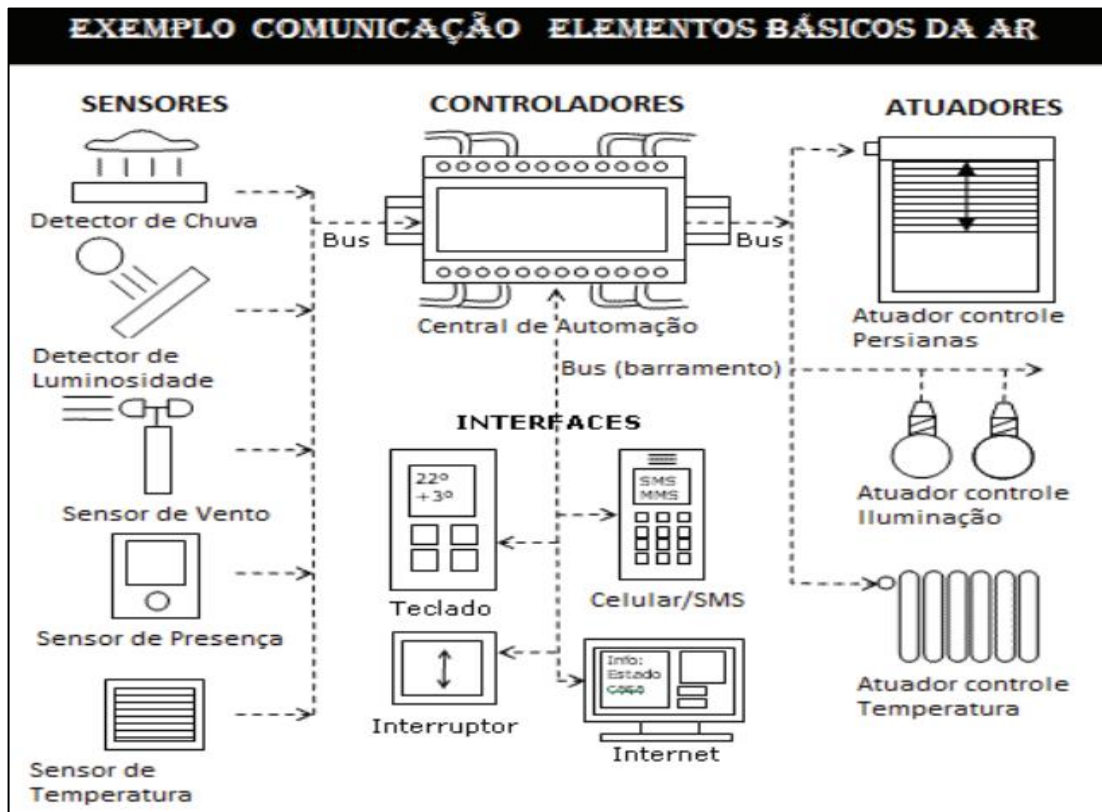 EXEMPLO COMUNICAÇÃO ELEMENTOS BÁSICOS DA AR
SENSORES
Detector de Chuva
Detector de
Luminosidade
Sensor de Vento
Sensor de Presença
Sensor de
Temperatura
CONTROLADORES
Bus
Bus
Central de Automação
Bus (barramento)
INTERFACES
22º
+3º
Teclado
SMS
MMS
Celular/SMS
Interruptor
Info:
Estado
Internet
ATUADORES
Atuador controle
Persianas
Atuador controle
Iluminação
Atuador controle
Temperatura